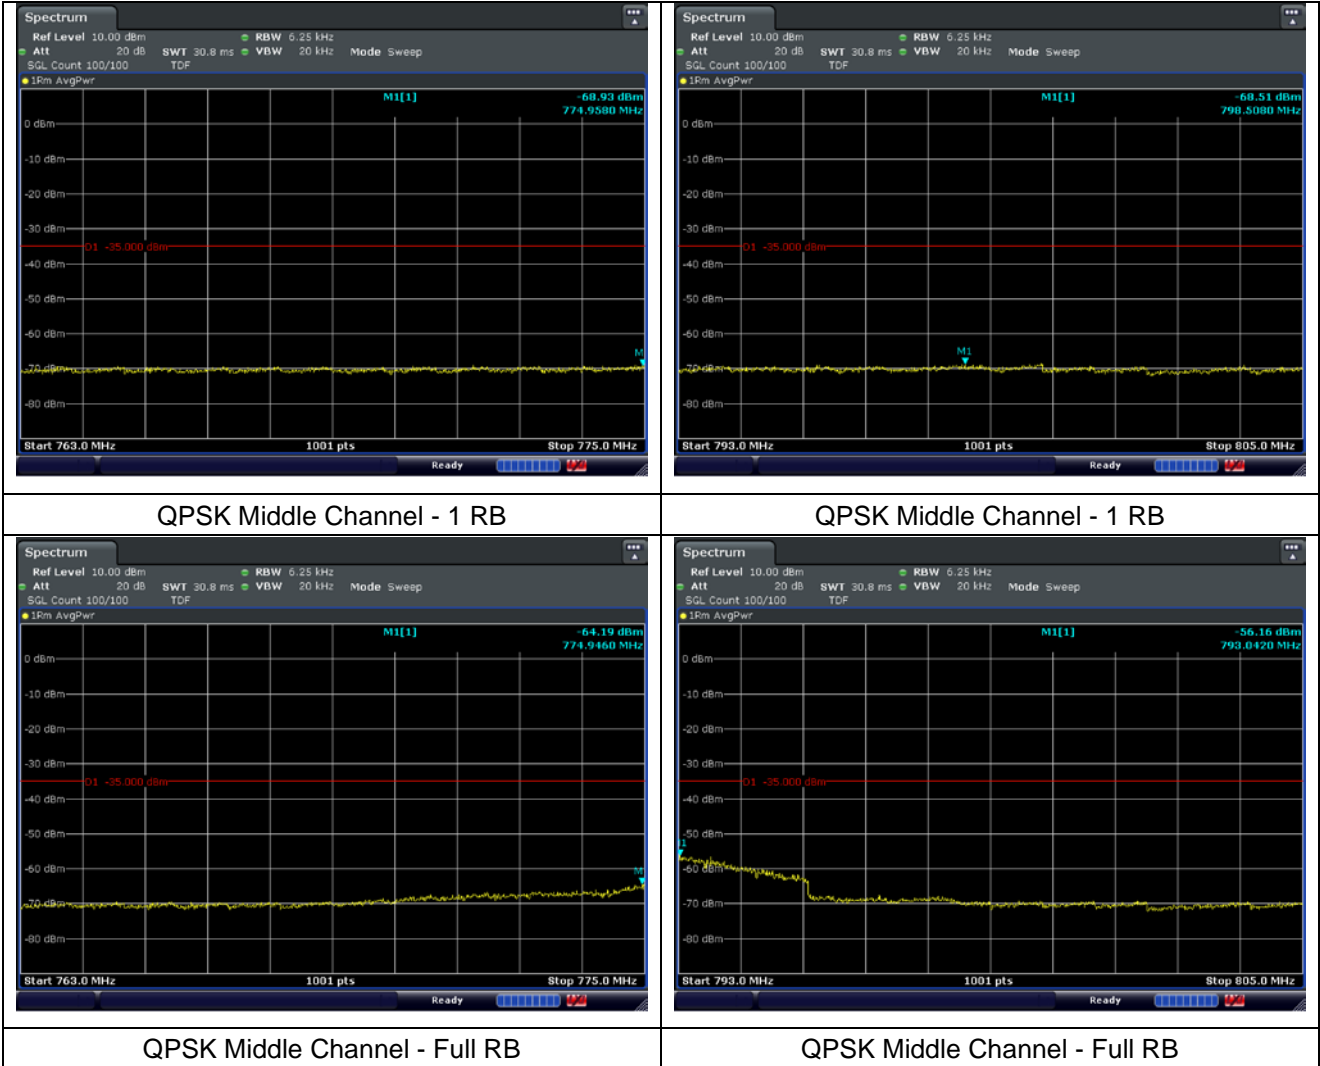 Spectrum
Ref Level 10.00 dBm RBW 6.25 kHz
Att 20 dB SWT 30.8 ms VBW 20 kHz Mode Sweep
SGL Count 100/100 TDF
1Rm AvgPwr
M1[1] -68.93 dBm
774.9580 MHz
0 dBm
-10 dBm
-20 dBm
-30 dBm
D1 -35.000 dBm
-40 dBm
-50 dBm
-60 dBm
M
-70 dBm
-80 dBm
Start 763.0 MHz 1001 pts Stop 775.0 MHz
Ready
Spectrum
Ref Level 10.00 dBm RBW 6.25 kHz
Att 20 dB SWT 30.8 ms VBW 20 kHz Mode Sweep
SGL Count 100/100 TDF
1Rm AvgPwr
M1[1] -68.51 dBm
798.5080 MHz
0 dBm
-10 dBm
-20 dBm
-30 dBm
D1 -35.000 dBm
-40 dBm
-50 dBm
-60 dBm
M1
-70 dBm
-80 dBm
Start 793.0 MHz 1001 pts Stop 805.0 MHz
Ready
QPSK Middle Channel - 1 RB
QPSK Middle Channel - 1 RB
Spectrum
Ref Level 10.00 dBm RBW 6.25 kHz
Att 20 dB SWT 30.8 ms VBW 20 kHz Mode Sweep
SGL Count 100/100 TDF
1Rm AvgPwr
M1[1] -64.19 dBm
774.9460 MHz
0 dBm
-10 dBm
-20 dBm
-30 dBm
D1 -35.000 dBm
-40 dBm
-50 dBm
-60 dBm
M
-70 dBm
-80 dBm
Start 763.0 MHz 1001 pts Stop 775.0 MHz
Ready
Spectrum
Ref Level 10.00 dBm RBW 6.25 kHz
Att 20 dB SWT 30.8 ms VBW 20 kHz Mode Sweep
SGL Count 100/100 TDF
1Rm AvgPwr
M1[1] -56.16 dBm
793.0420 MHz
0 dBm
-10 dBm
-20 dBm
-30 dBm
D1 -35.000 dBm
-40 dBm
-50 dBm
1
-60 dBm
-70 dBm
-80 dBm
Start 793.0 MHz 1001 pts Stop 805.0 MHz
Ready
QPSK Middle Channel - Full RB
QPSK Middle Channel - Full RB